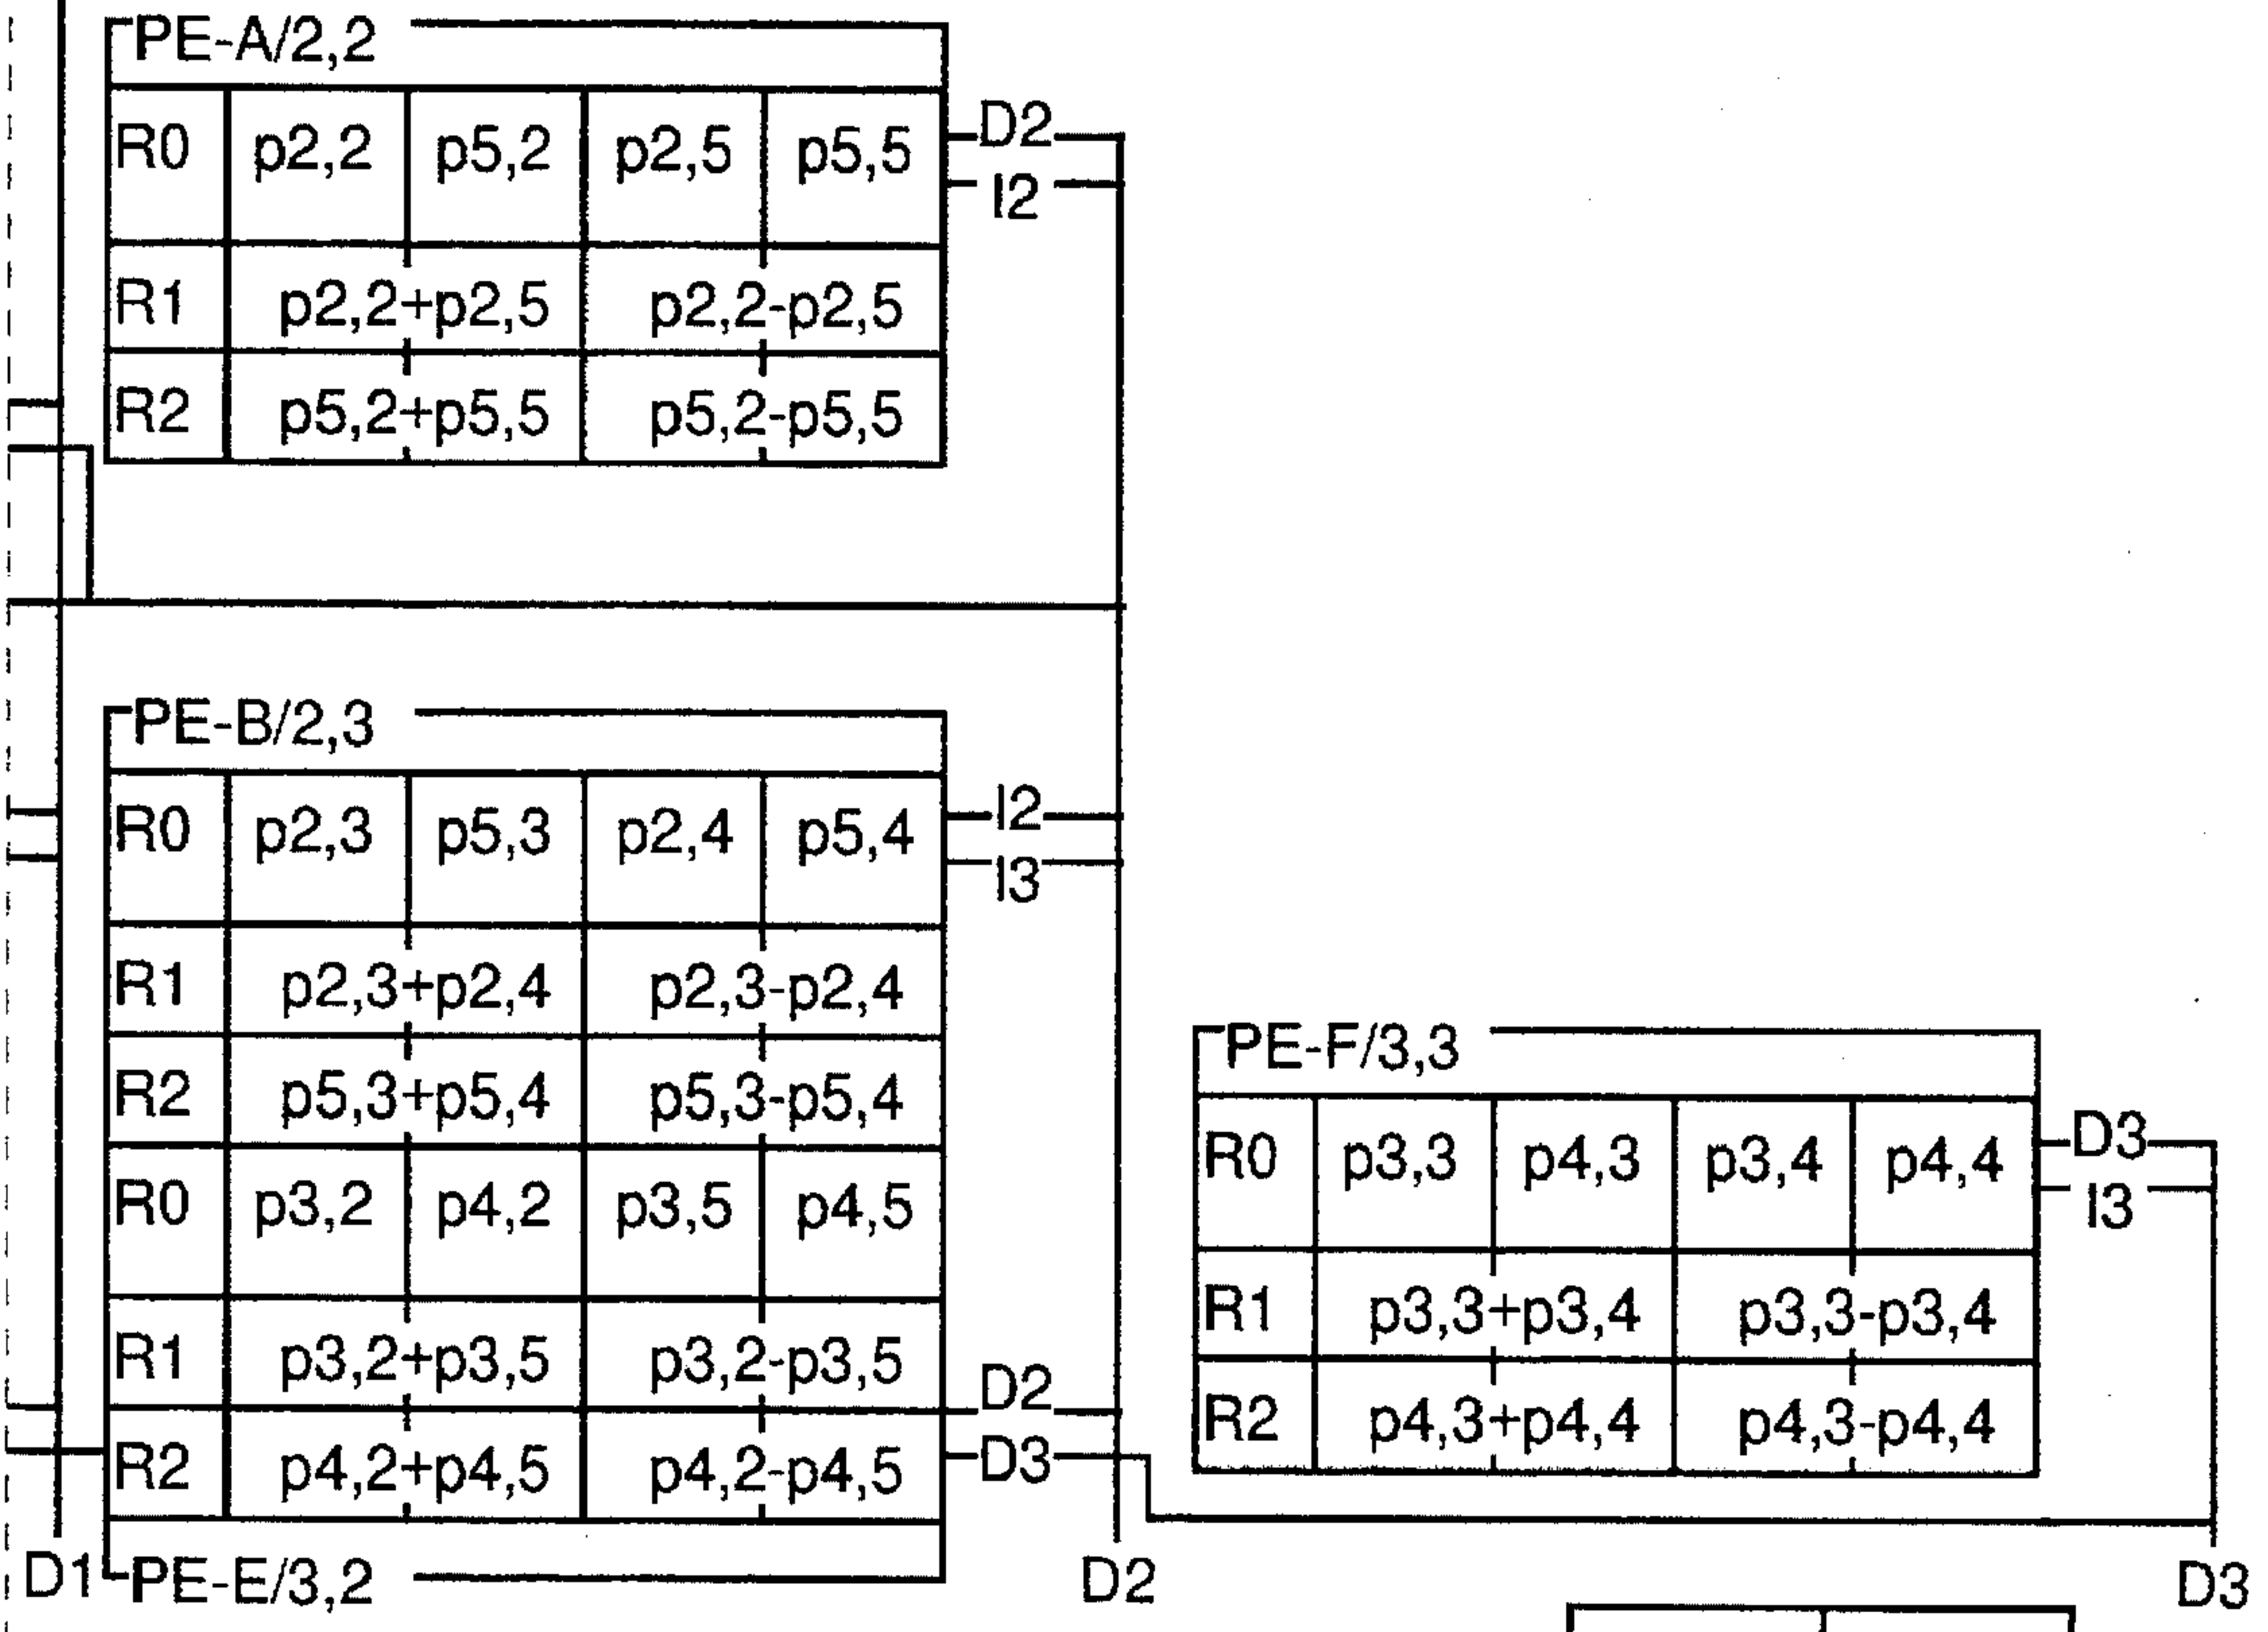 PE-A/2,2
R0 p2,2 p5,2 p2,5 p5,5
D2
I2
R1 p2,2+p2,5 p2,2-p2,5
R2 p5,2+p5,5 p5,2-p5,5
PE-B/2,3
R0 p2,3 p5,3 p2,4 p5,4
I2
I3
R1 p2,3+p2,4 p2,3-p2,4
R2 p5,3+p5,4 p5,3-p5,4
R0 p3,2 p4,2 p3,5 p4,5
R1 p3,2+p3,5 p3,2-p3,5
D2
R2 p4,2+p4,5 p4,2-p4,5
D3
PE-E/3,2
PE-F/3,3
R0 p3,3 p4,3 p3,4 p4,4
D3
I3
R1 p3,3+p3,4 p3,3-p3,4
R2 p4,3+p4,4 p4,3-p4,4
D1
D2
D3